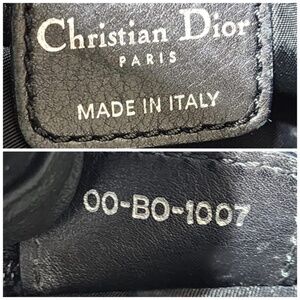 Christian Dior
PARIS
MADE IN ITALY
00-BO-1007